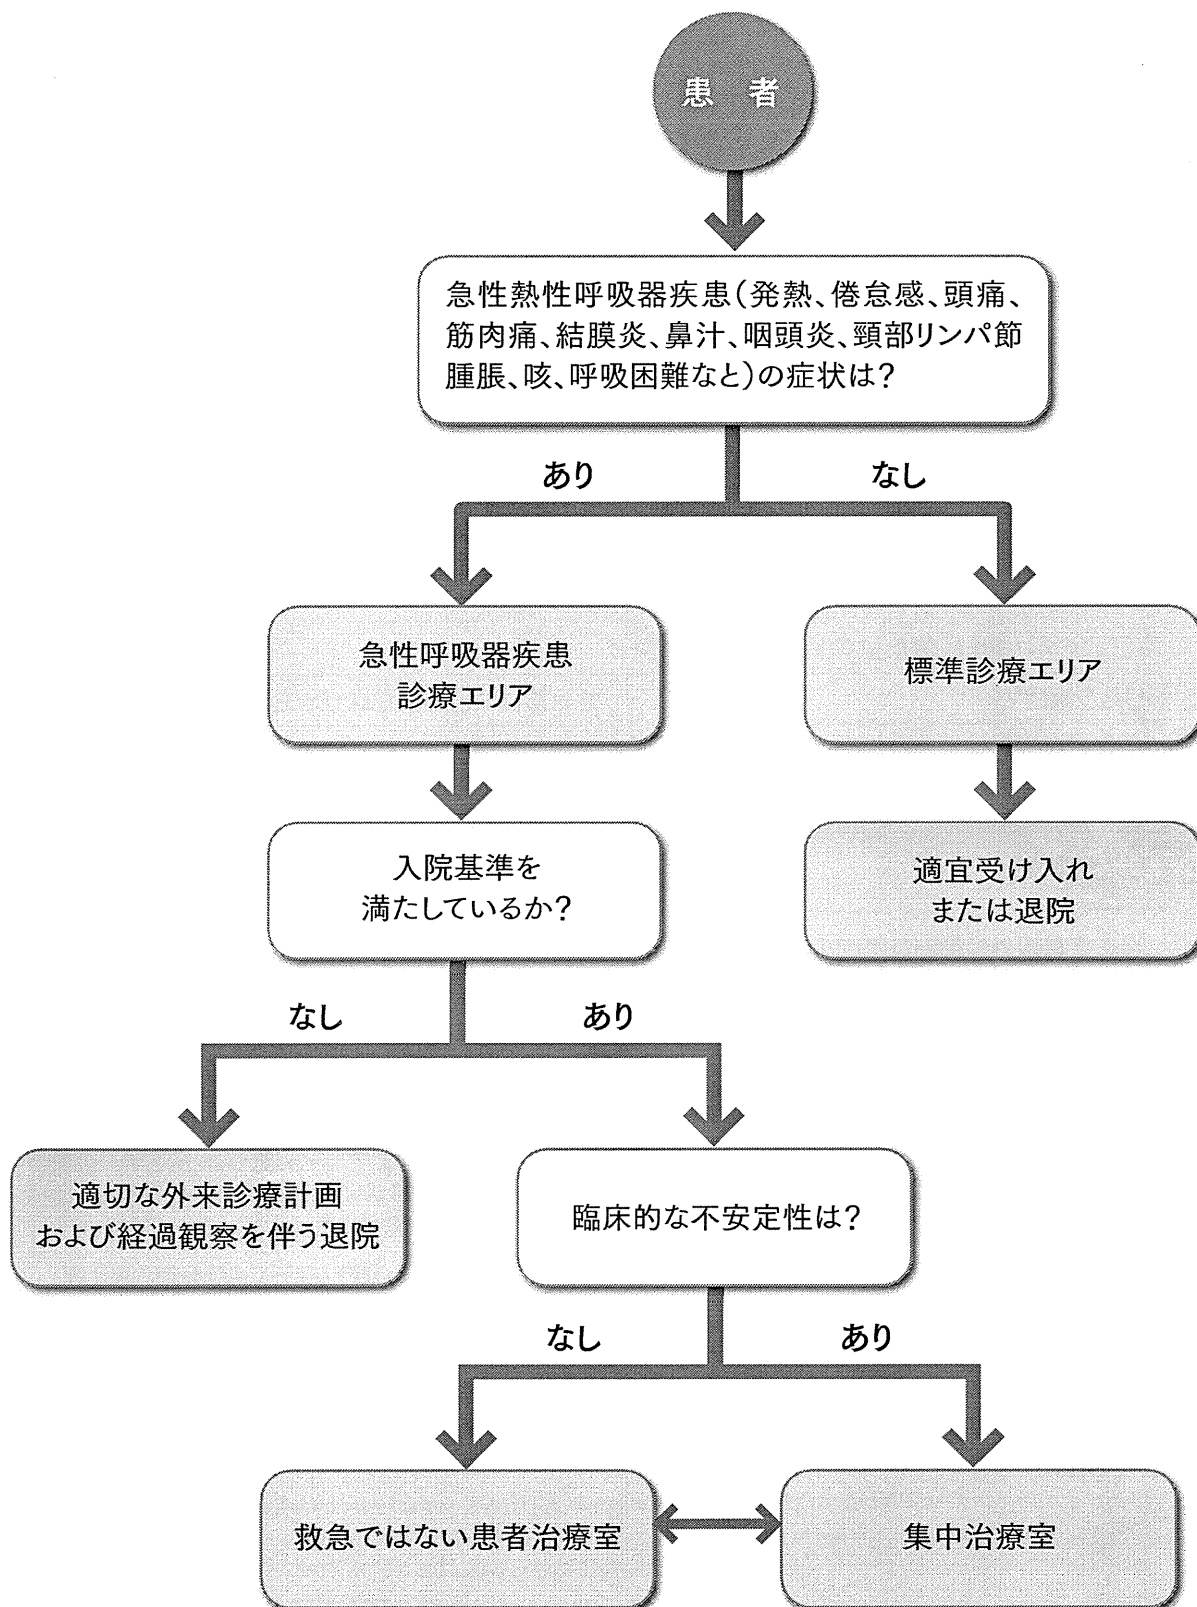 患 者
急性熱性呼吸器疾患（発熱、倦怠感、頭痛、
筋肉痛、結膜炎、鼻汁、咽頭炎、頸部リンパ節
腫脹、咳、呼吸困難なと）の症状は？
あり
なし
急性呼吸器疾患
診療エリア
標準診療エリア
入院基準を
満たしているか？
適宜受け入れ
または退院
なし
あり
適切な外来診療計画
および経過観察を伴う退院
臨床的な不安定性は？
なし
あり
救急ではない患者治療室
集中治療室